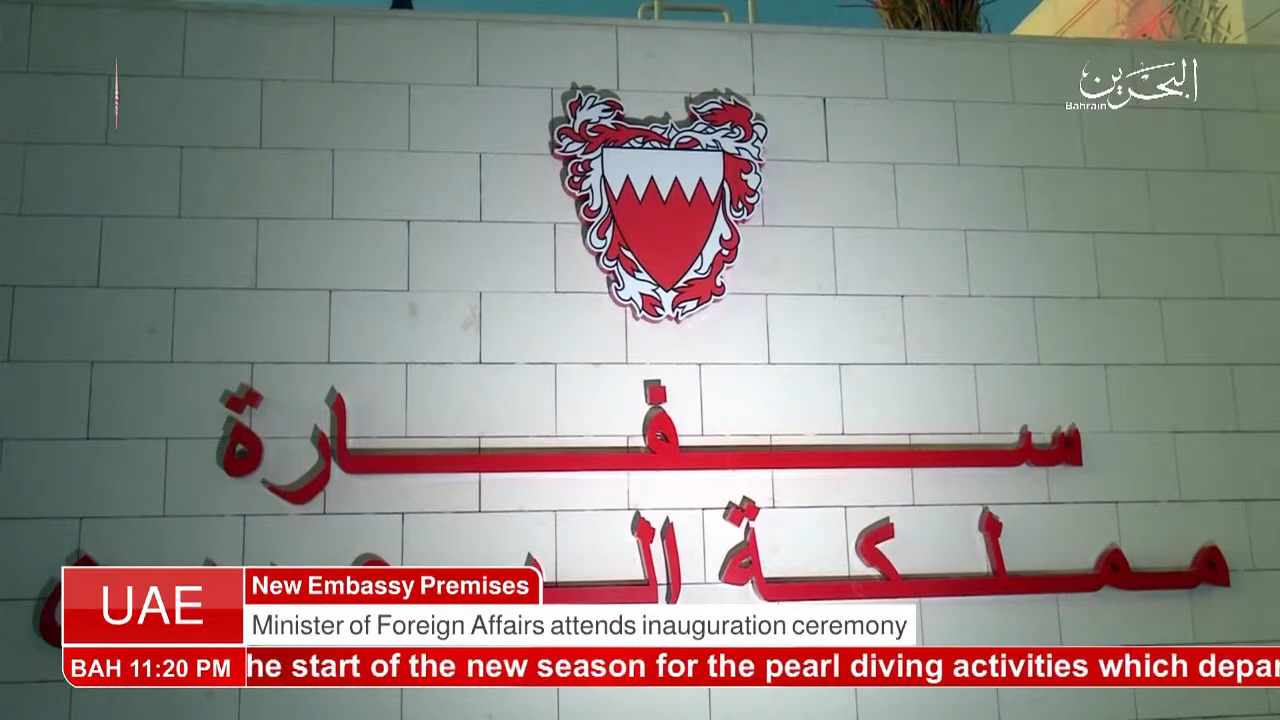 البحرين
Bahrain
سفارة
مملكة
UAE
New Embassy Premises
Minister of Foreign Affairs attends inauguration ceremony
BAH 11:20 PM
he start of the new season for the pearl diving activities which depar